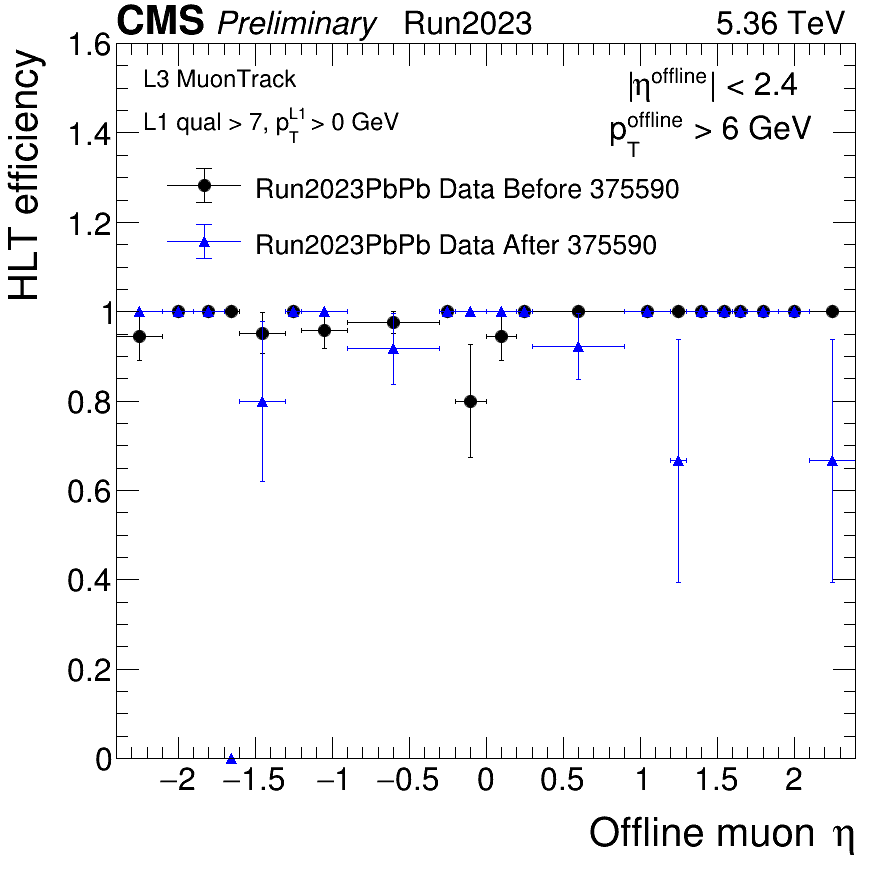 CMS Preliminary Run2023 5.36 TeV
HLT efficiency
L3 MuonTrack
L1 qual > 7, p_T^L1 > 0 GeV
|η^offline| < 2.4
p_T^offline > 6 GeV
Run2023PbPb Data Before 375590
Run2023PbPb Data After 375590
1.6
1.4
1.2
1
0.8
0.6
0.4
0.2
0
−2 −1.5 −1 −0.5 0 0.5 1 1.5 2
Offline muon η